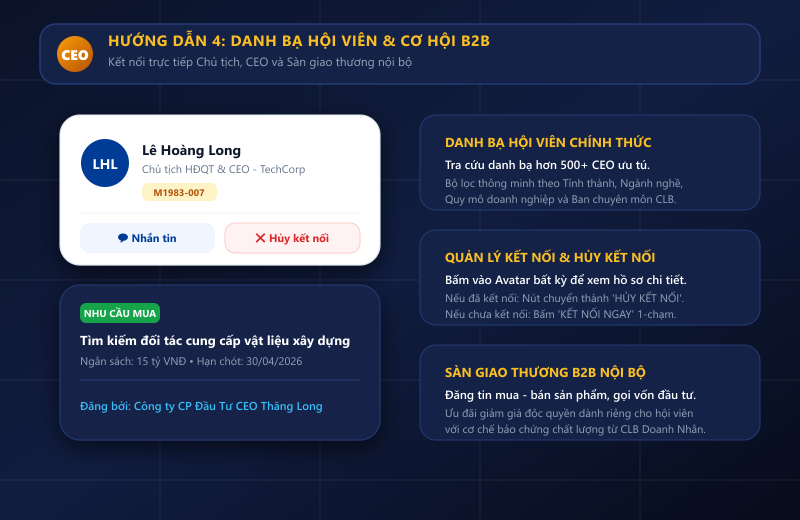 CEO
HƯỚNG DẪN 4: DANH BẠ HỘI VIÊN & CƠ HỘI B2B
Kết nối trực tiếp Chủ tịch, CEO và Sàn giao thương nội bộ
LHL
Lê Hoàng Long
Chủ tịch HĐQT & CEO - TechCorp
M1983-007
💬 Nhắn tin
❌ Hủy kết nối
NHU CẦU MUA
Tìm kiếm đối tác cung cấp vật liệu xây dựng
Ngân sách: 15 tỷ VNĐ • Hạn chót: 30/04/2026
Đăng bởi: Công ty CP Đầu Tư CEO Thăng Long
DANH BẠ HỘI VIÊN CHÍNH THỨC
Tra cứu danh bạ hơn 500+ CEO ưu tú.
Bộ lọc thông minh theo Tỉnh thành, Ngành nghề,
Quy mô doanh nghiệp và Ban chuyên môn CLB.
QUẢN LÝ KẾT NỐI & HỦY KẾT NỐI
Bấm vào Avatar bất kỳ để xem hồ sơ chi tiết.
Nếu đã kết nối: Nút chuyển thành 'HỦY KẾT NỐI'.
Nếu chưa kết nối: Bấm 'KẾT NỐI NGAY' 1-chạm.
SÀN GIAO THƯƠNG B2B NỘI BỘ
Đăng tin mua - bán sản phẩm, gọi vốn đầu tư.
Ưu đãi giảm giá độc quyền dành riêng cho hội viên
với cơ chế bảo chứng chất lượng từ CLB Doanh Nhân.